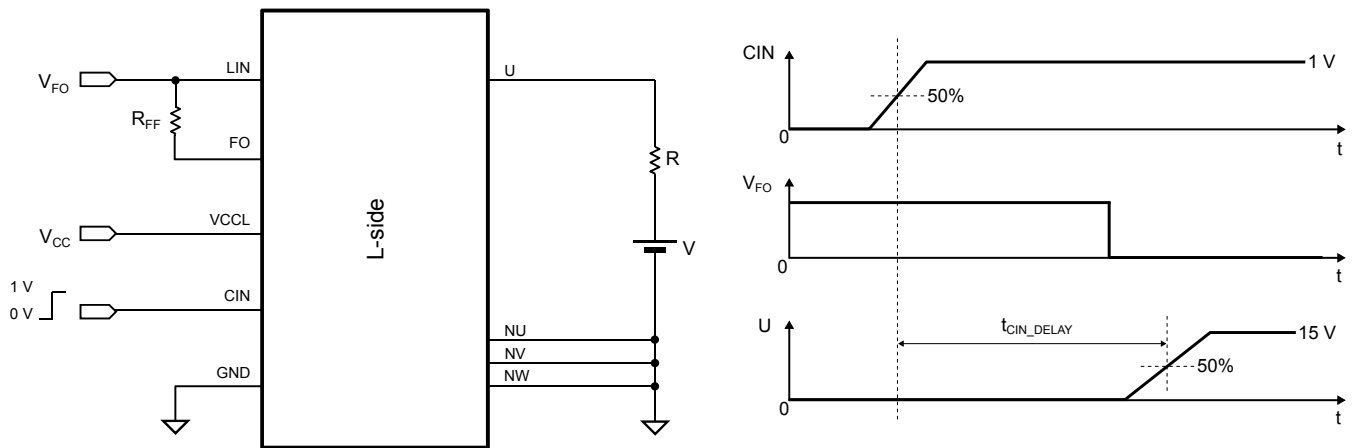 V_FO
LIN
R_FF
FO
V_CC
VCCL
1 V
0 V
CIN
GND
L-side
U
R
V
NU
NV
NW
CIN
1 V
50%
0
t
V_FO
0
t
U
t_CIN_DELAY
15 V
50%
0
t